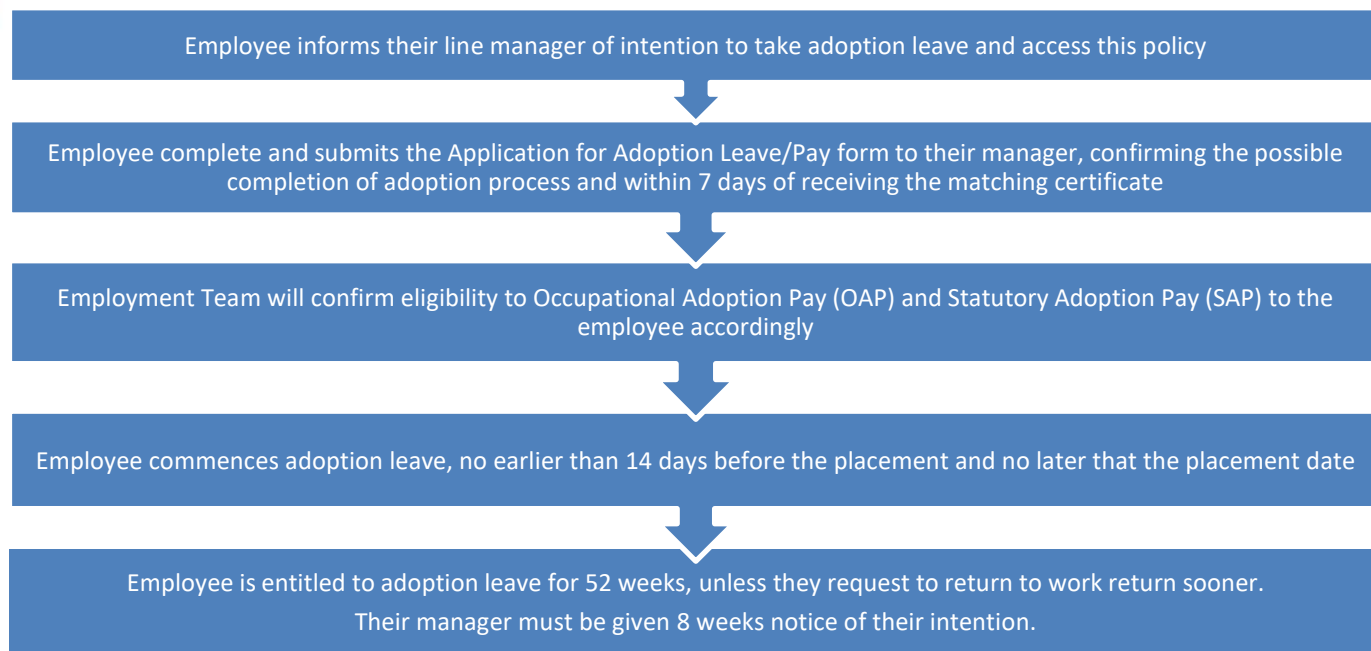 Employee informs their line manager of intention to take adoption leave and access this policy
Employee complete and submits the Application for Adoption Leave/Pay form to their manager, confirming the possible
completion of adoption process and within 7 days of receiving the matching certificate
Employment Team will confirm eligibility to Occupational Adoption Pay (OAP) and Statutory Adoption Pay (SAP) to the
employee accordingly
Employee commences adoption leave, no earlier than 14 days before the placement and no later that the placement date
Employee is entitled to adoption leave for 52 weeks, unless they request to return to work return sooner.
Their manager must be given 8 weeks notice of their intention.